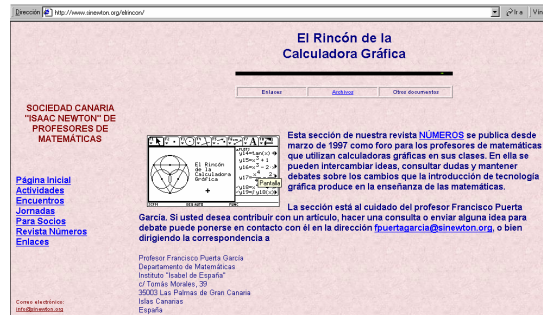 Dirección
http://www.sinewton.org/elrincon/
Ir a
Vín
El Rincón de la
Calculadora Gráfica
Enlaces
Archivos
Otros documentos
SOCIEDAD CANARIA
"ISAAC NEWTON" DE
PROFESORES DE
MATEMÁTICAS
Página Inicial
Actividades
Encuentros
Jornadas
Para Socios
Revista Números
Enlaces
El Rincón
de la
Calculadora
Gráfica
Pantalla
Esta sección de nuestra revista NÚMEROS se publica desde
marzo de 1997 como foro para los profesores de matemáticas
que utilizan calculadoras gráficas en sus clases. En ella se
pueden intercambiar ideas, consultar dudas y mantener
debates sobre los cambios que la introducción de tecnología
gráfica produce en la enseñanza de las matemáticas.
La sección está al cuidado del profesor Francisco Puerta
García. Si usted desea contribuir con un artículo, hacer una consulta o enviar alguna idea para
debate puede ponerse en contacto con él en la dirección fpuertagarcia@sinewton.org, o bien
dirigiendo la correspondencia a
Profesor Francisco Puerta García
Departamento de Matemáticas
Instituto "Isabel de España"
c/ Tomás Morales, 39
35003 Las Palmas de Gran Canaria
Islas Canarias
España
Correo electrónico:
info@sinewton.org